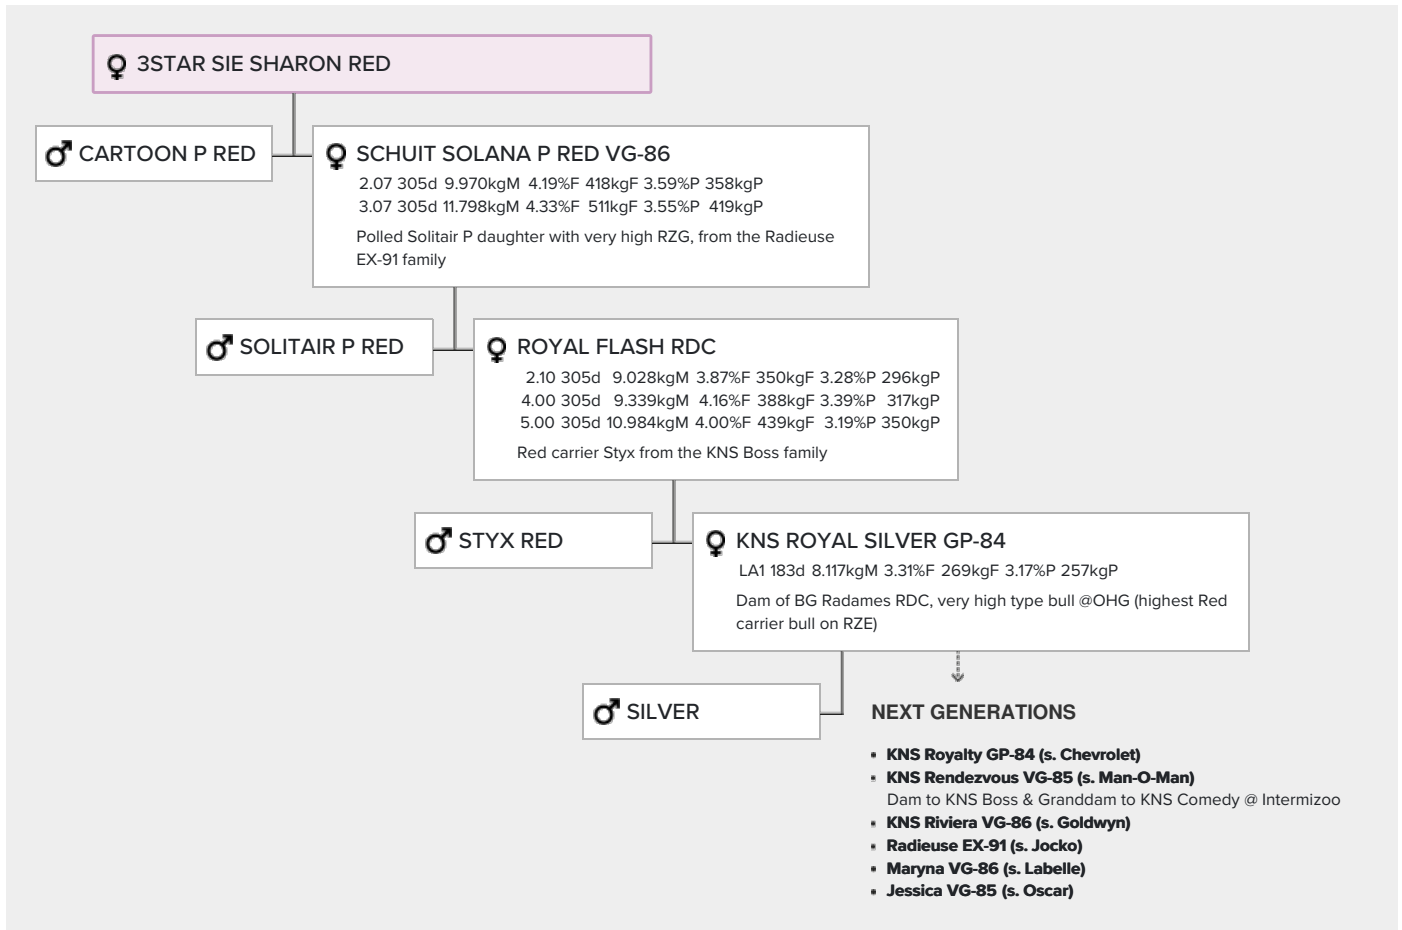 3STAR SIE SHARON RED
CARTOON P RED
SCHUIT SOLANA P RED VG-86
2.07 305d 9.970kgM 4.19%F 418kgF 3.59%P 358kgP
3.07 305d 11.798kgM 4.33%F 511kgF 3.55%P 419kgP
Polled Solitair P daughter with very high RZG, from the Radieuse
EX-91 family
SOLITAIR P RED
ROYAL FLASH RDC
2.10 305d 9.028kgM 3.87%F 350kgF 3.28%P 296kgP
4.00 305d 9.339kgM 4.16%F 388kgF 3.39%P 317kgP
5.00 305d 10.984kgM 4.00%F 439kgF 3.19%P 350kgP
Red carrier Styx from the KNS Boss family
STYX RED
KNS ROYAL SILVER GP-84
LA1 183d 8.117kgM 3.31%F 269kgF 3.17%P 257kgP
Dam of BG Radames RDC, very high type bull @OHG (highest Red
carrier bull on RZE)
SILVER
NEXT GENERATIONS
KNS Royalty GP-84 (s. Chevrolet)
KNS Rendezvous VG-85 (s. Man-O-Man)
Dam to KNS Boss & Granddam to KNS Comedy @ Intermizoo
KNS Riviera VG-86 (s. Goldwyn)
Radieuse EX-91 (s. Jocko)
Maryna VG-86 (s. Labelle)
Jessica VG-85 (s. Oscar)